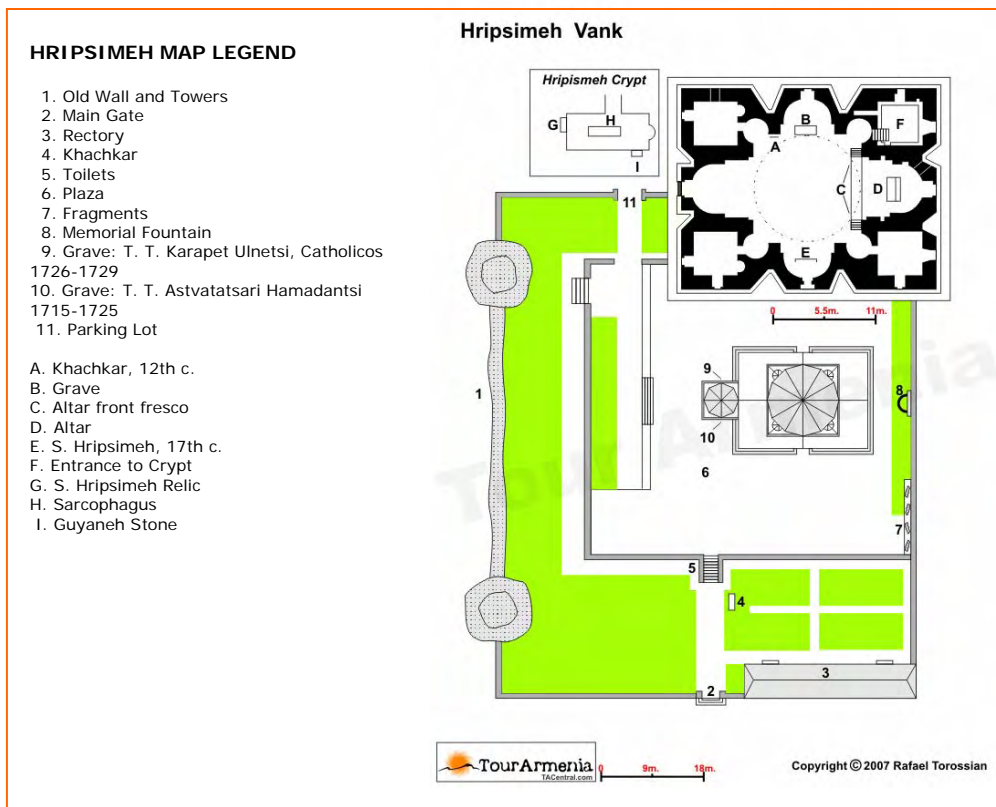 HRIPSIMEH MAP LEGEND
1. Old Wall and Towers
2. Main Gate
3. Rectory
4. Khachkar
5. Toilets
6. Plaza
7. Fragments
8. Memorial Fountain
9. Grave: T. T. Karapet Ulnetsi, Catholicos
1726-1729
10. Grave: T. T. Astvatatsari Hamadantsi
1715-1725
11. Parking Lot
A. Khachkar, 12th c.
B. Grave
C. Altar front fresco
D. Altar
E. S. Hripsimeh, 17th c.
F. Entrance to Crypt
G. S. Hripsimeh Relic
H. Sarcophagus
I. Guyaneh Stone
Hripsimeh Vank
Hripismeh Crypt
G
H
I
A
B
C
D
E
F
0 5.5m. 11m.
11
1
9
10
6
8
7
5
4
3
2
Tour Armenia
TourArmenia
TACentral.com
0 9m. 18m.
Copyright © 2007 Rafael Torossian